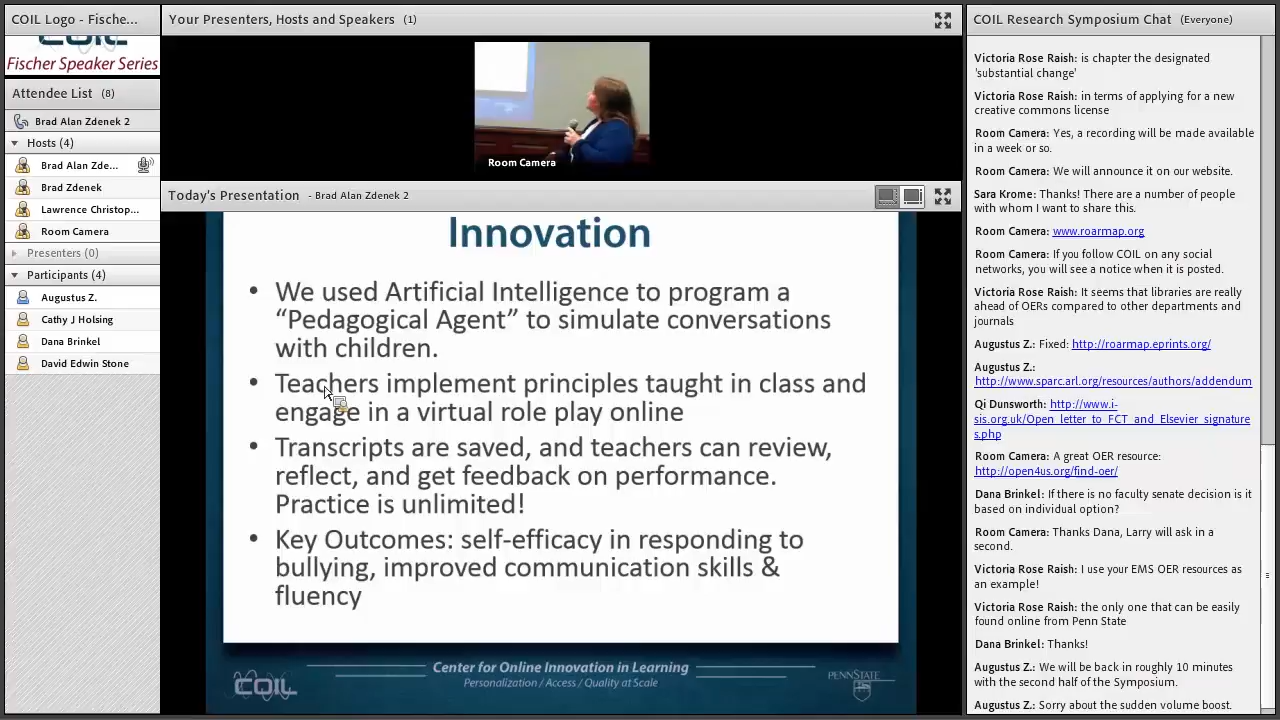 COIL Logo - Fische...
COIL
Fischer Speaker Series
Attendee List (8)
Brad Alan Zdenek 2
Hosts (4)
Brad Alan Zde...
Brad Zdenek
Lawrence Christop...
Room Camera
Presenters (0)
Participants (4)
Augustus Z.
Cathy J Holsing
Dana Brinkel
David Edwin Stone
Your Presenters, Hosts and Speakers (1)
Room Camera
Today's Presentation - Brad Alan Zdenek 2
Innovation
• We used Artificial Intelligence to program a
“Pedagogical Agent” to simulate conversations
with children.
• Teachers implement principles taught in class and
engage in a virtual role play online
• Transcripts are saved, and teachers can review,
reflect, and get feedback on performance.
Practice is unlimited!
• Key Outcomes: self-efficacy in responding to
bullying, improved communication skills &
fluency
COIL
Center for Online Innovation in Learning
Personalization / Access / Quality at Scale
PENNSTATE
COIL Research Symposium Chat (Everyone)
Victoria Rose Raish: is chapter the designated
'substantial change'
Victoria Rose Raish: in terms of applying for a new
creative commons license
Room Camera: Yes, a recording will be made available
in a week or so.
Room Camera: We will announce it on our website.
Sara Krome: Thanks! There are a number of people
with whom I want to share this.
Room Camera: www.roarmap.org
Room Camera: If you follow COIL on any social
networks, you will see a notice when it is posted.
Victoria Rose Raish: It seems that libraries are really
ahead of OERs compared to other departments and
journals
Augustus Z.: Fixed: http://roarmap.eprints.org/
Augustus Z.:
http://www.sparc.arl.org/resources/authors/addendum
Qi Dunsworth: http://www.i-
sis.org.uk/Open_letter_to_FCT_and_Elsevier_signature
s.php
Room Camera: A great OER resource:
http://open4us.org/find-oer/
Dana Brinkel: If there is no faculty senate decision is it
based on individual option?
Room Camera: Thanks Dana, Larry will ask in a
second.
Victoria Rose Raish: I use your EMS OER resources as
an example!
Victoria Rose Raish: the only one that can be easily
found online from Penn State
Dana Brinkel: Thanks!
Augustus Z.: We will be back in roughly 10 minutes
with the second half of the Symposium.
Augustus Z.: Sorry about the sudden volume boost.